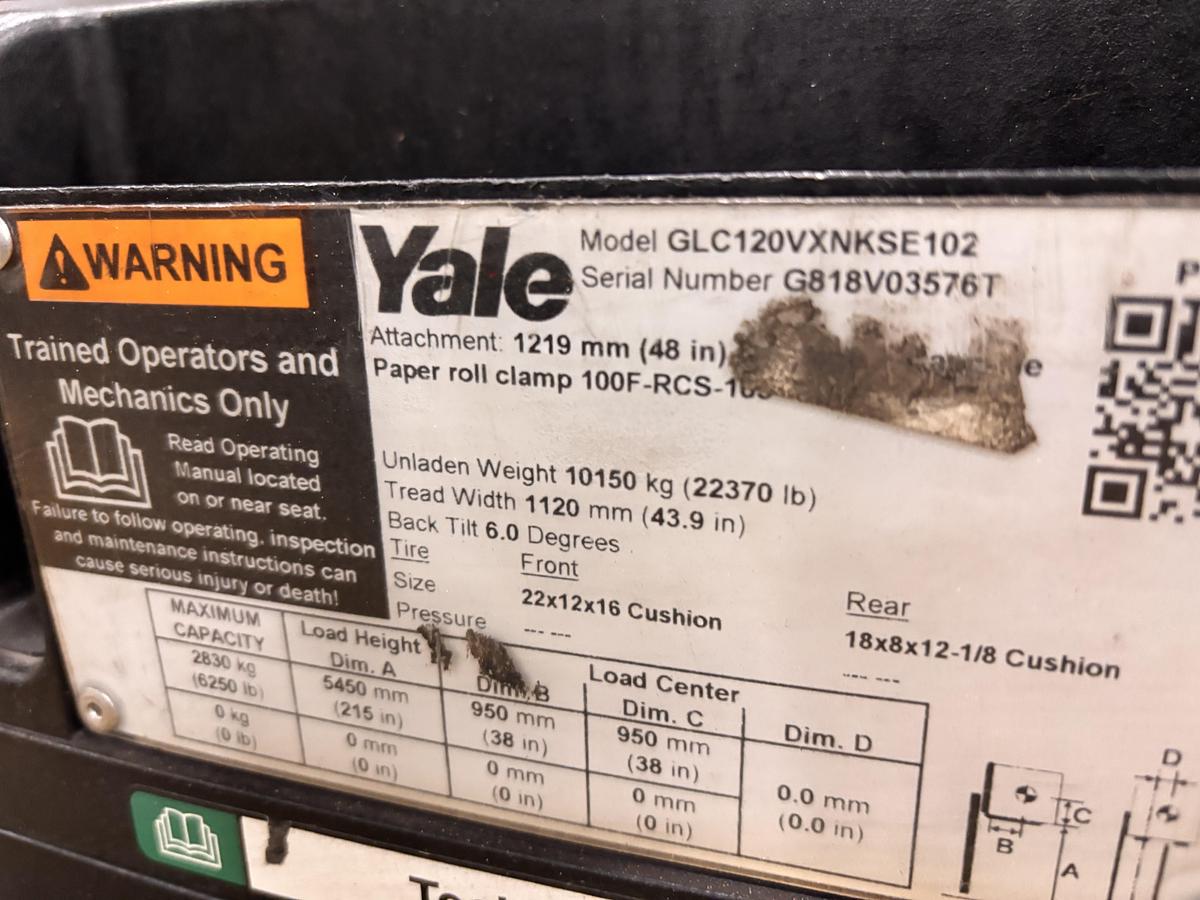 WARNING
Trained Operators and
Mechanics Only
Read Operating
Manual located
on or near seat.
Failure to follow operating, inspection
and maintenance instructions can
cause serious injury or death!
Yale
Model GLC120VXNKSE102
Serial Number G818V03576T
Attachment: 1219 mm (48 in)
Paper roll clamp
Unladen Weight 10150 kg (22370 lb)
Tread Width 1120 mm (43.9 in)
Back Tilt 6.0 Degrees
Tire Front Rear
Size 22x12x16 Cushion 18x8x12-1/8 Cushion
Pressure --- --- --- ---
MAXIMUM CAPACITY Load Height Dim. A Dim. B Load Center Dim. C Dim. D
2830 kg (6250 lb) 5450 mm (215 in) 950 mm (38 in) 950 mm (38 in) 0.0 mm (0.0 in)
0 kg (0 lb) 0 mm (0 in) 0 mm (0 in) 0 mm (0 in)
D
C
B
A